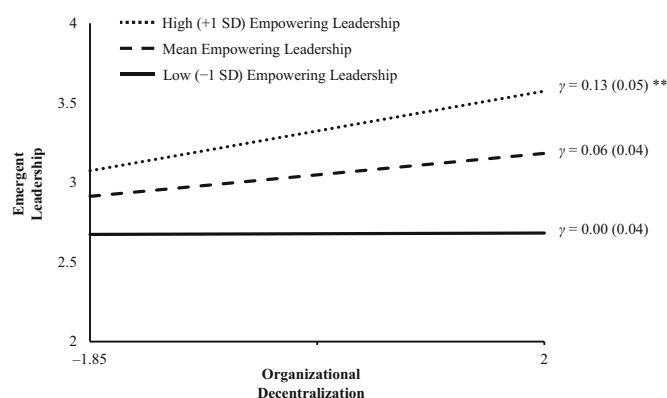 4
High (+1 SD) Empowering Leadership
Mean Empowering Leadership
Low (−1 SD) Empowering Leadership
3.5
γ = 0.13 (0.05) **
γ = 0.06 (0.04)
Emergent
Leadership
3
γ = 0.00 (0.04)
2.5
2
−1.85
2
Organizational
Decentralization